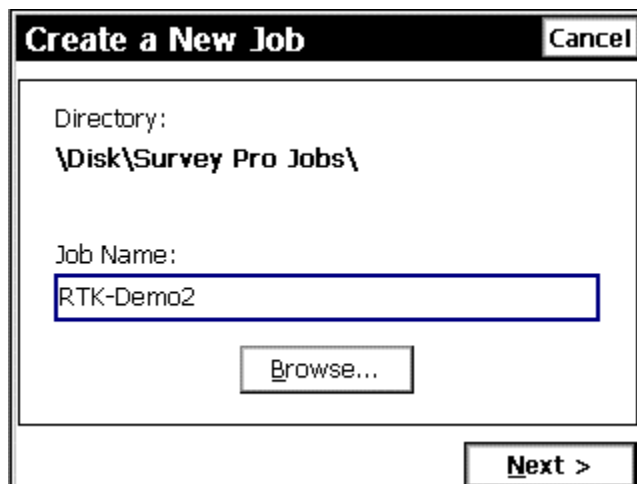 Create a New Job
Cancel
Directory:
\Disk\Survey Pro Jobs\
Job Name:
RTK-Demo2
Browse...
Next >